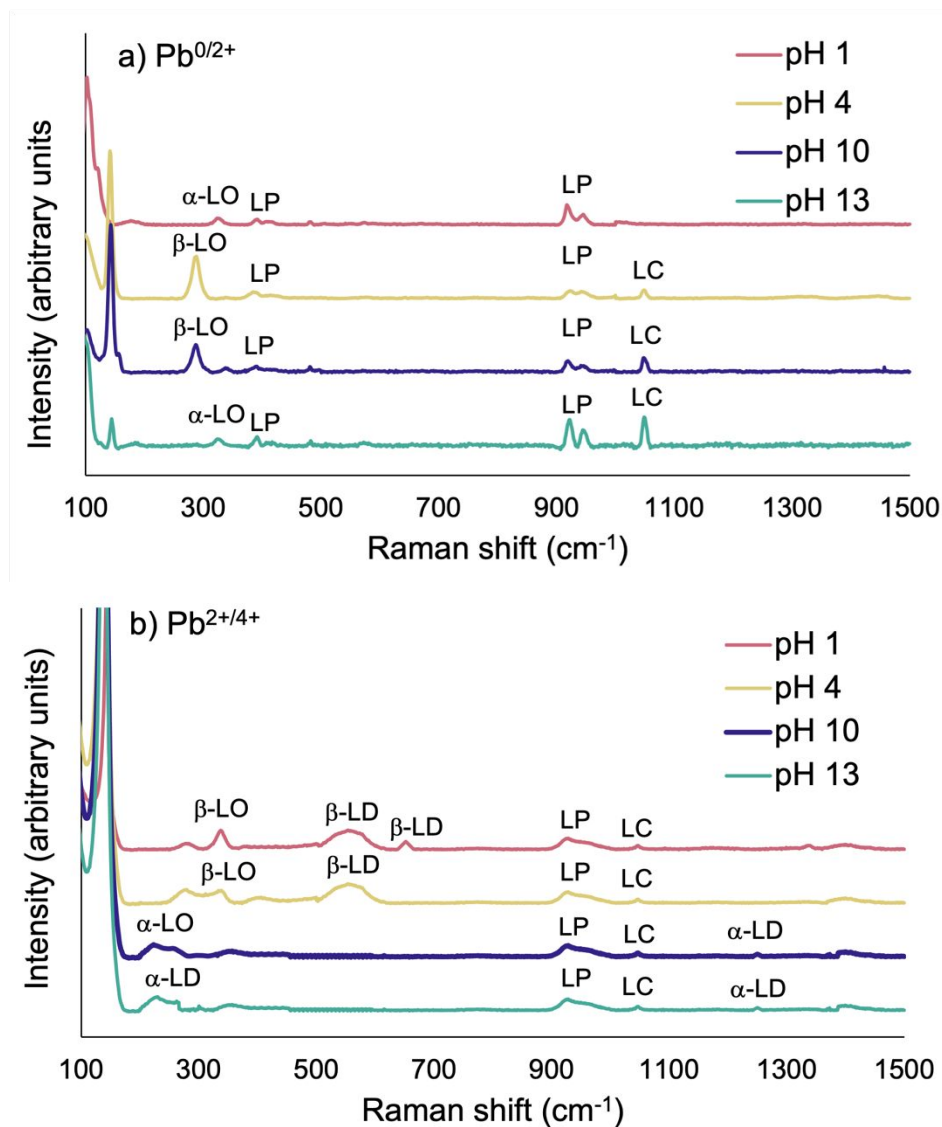 a) Pb0/2+
pH 1
pH 4
pH 10
pH 13
Intensity (arbitrary units
α-LO LP LP
β-LO LP LP LC
β-LO LP LP LC
α-LO LP LP LC
100 300 500 700 900 1100 1300 1500
Raman shift (cm-1)
b) Pb2+/4+
pH 1
pH 4
pH 10
pH 13
Intensity (arbitrary units)
β-LO β-LD β-LD LP LC
β-LO β-LD LP LC
α-LO LP LC α-LD
α-LD LP LC α-LD
100 300 500 700 900 1100 1300 1500
Raman shift (cm-1)